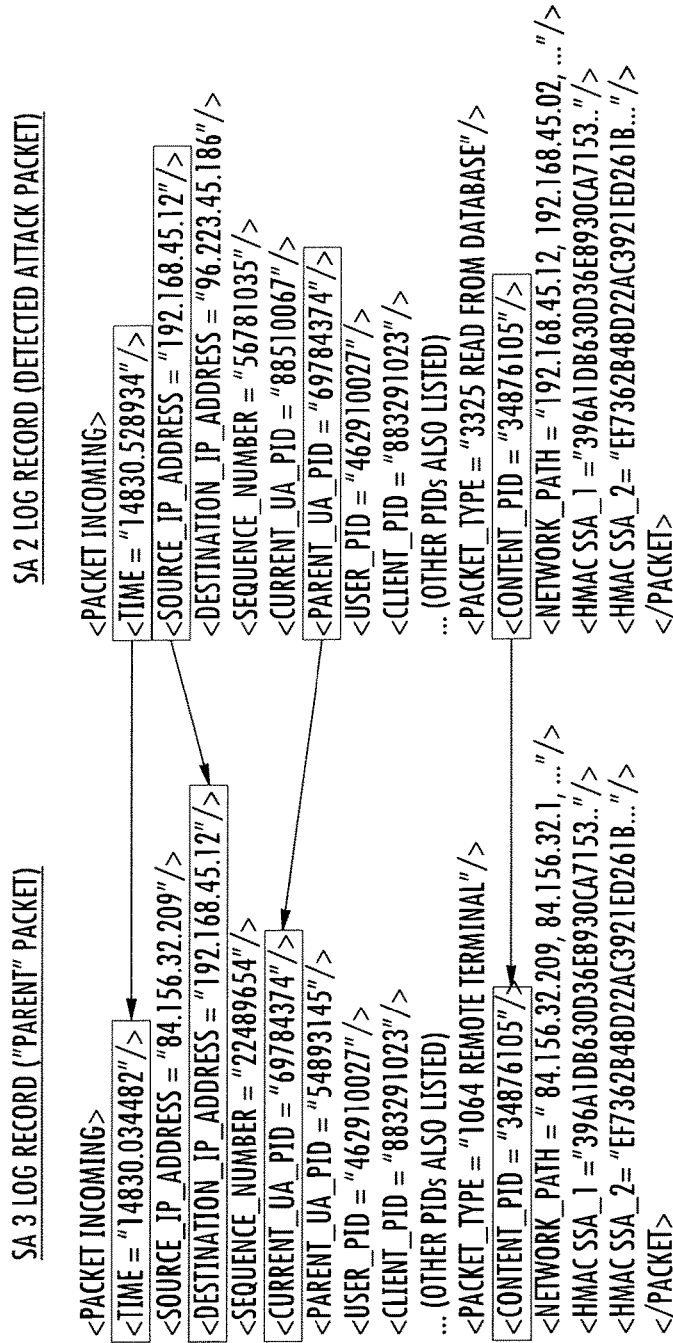 SA 3 LOG RECORD ("PARENT" PACKET)
<PACKET INCOMING>
<TIME = "14830.034482"/>
<SOURCE_IP_ADDRESS = "84.156.32.209"/>
<DESTINATION_IP_ADDRESS = "192.168.45.12"/>
<SEQUENCE_NUMBER = "22489654"/>
<CURRENT_UA_PID = "69784374"/>
<PARENT_UA_PID = "54893145"/>
<USER_PID = "462910027"/>
<CLIENT_PID = "883291023"/>
... (OTHER PIDs ALSO LISTED)
<PACKET_TYPE = "1064 REMOTE TERMINAL"/>
<CONTENT_PID = "34876105"/>
<NETWORK_PATH = " 84.156.32.209, 84.156.32.1, ..."/>
<HMAC SSA_1 ="396A1DB630D36E8930CA7153.."/>
<HMAC SSA_2= "EF7362B48D22AC3921ED261B..."/>
</PACKET>
SA 2 LOG RECORD (DETECTED ATTACK PACKET)
<PACKET INCOMING>
<TIME = "14830.528934"/>
<SOURCE_IP_ADDRESS = "192.168.45.12"/>
<DESTINATION_IP_ADDRESS = "96.223.45.186"/>
<SEQUENCE_NUMBER = "56781035"/>
<CURRENT_UA_PID = "88510067"/>
<PARENT_UA_PID = "69784374"/>
<USER_PID = "462910027"/>
<CLIENT_PID = "883291023"/>
... (OTHER PIDs ALSO LISTED)
<PACKET_TYPE = "3325 READ FROM DATABASE"/>
<CONTENT_PID = "34876105"/>
<NETWORK_PATH = "192.168.45.12, 192.168.45.02, ..."/>
<HMAC SSA_1 ="396A1DB630D36E8930CA7153.."/>
<HMAC SSA_2= "EF7362B48D22AC3921ED261B..."/>
</PACKET>